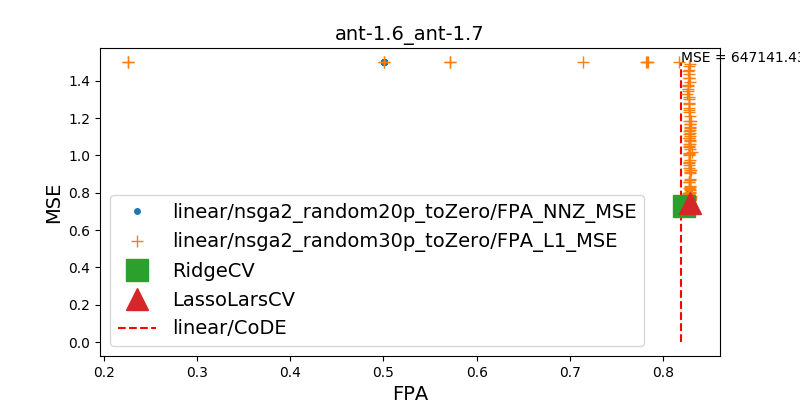 ant-1.6_ant-1.7
MSE = 647141.43
MSE
1.4
1.2
1.0
0.8
0.6
0.4
0.2
0.0
linear/nsga2_random20p_toZero/FPA_NNZ_MSE
linear/nsga2_random30p_toZero/FPA_L1_MSE
RidgeCV
LassoLarsCV
linear/CoDE
0.2 0.3 0.4 0.5 0.6 0.7 0.8
FPA